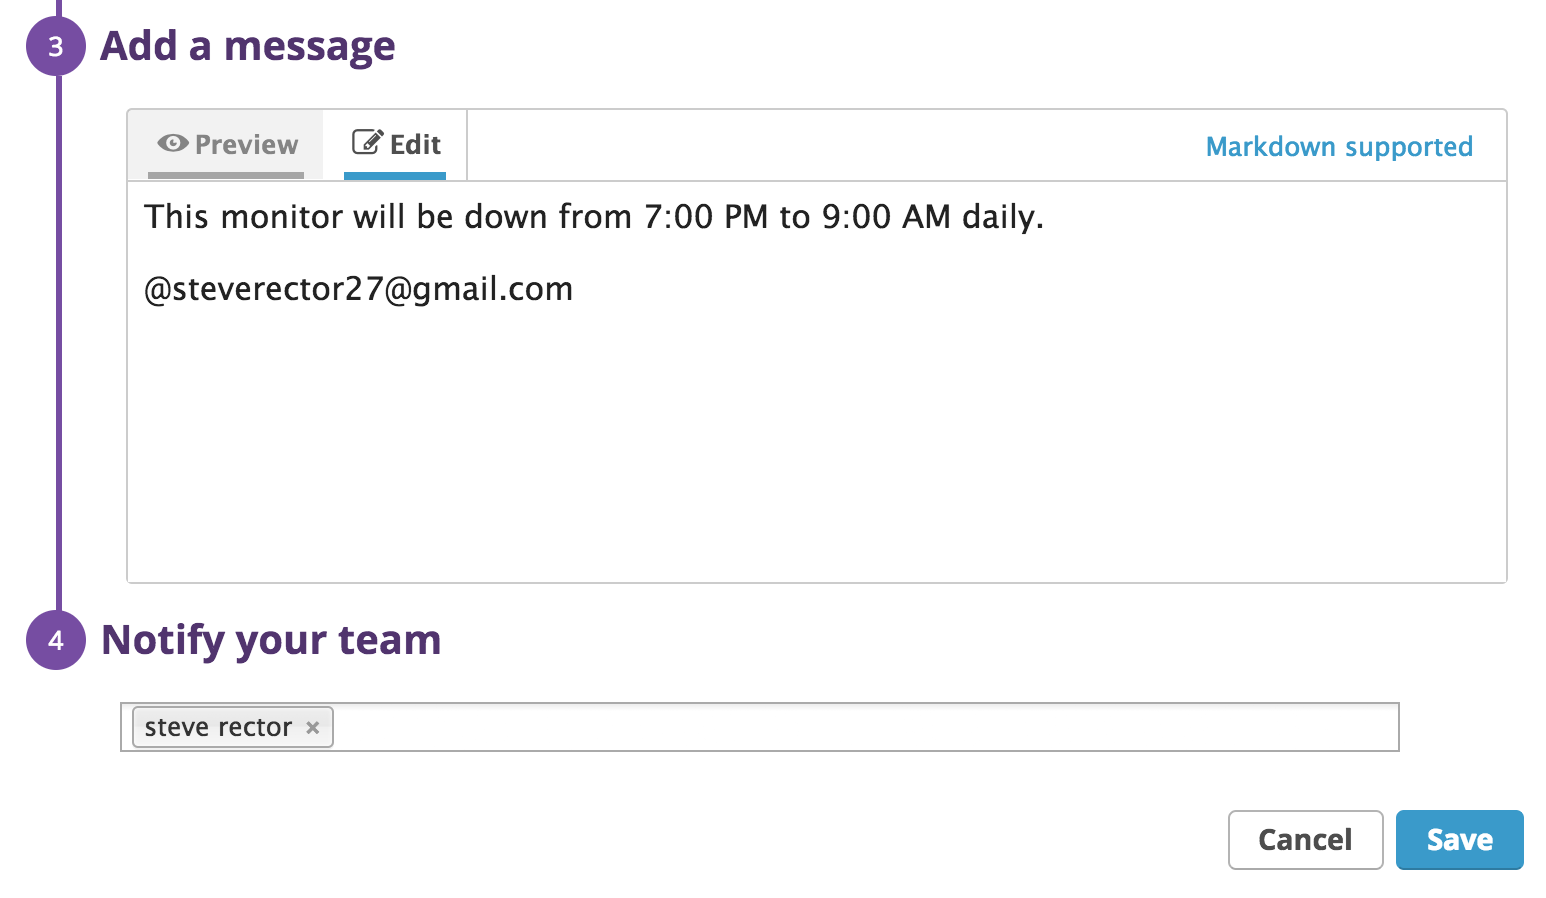 3 Add a message
Preview Edit Markdown supported
This monitor will be down from 7:00 PM to 9:00 AM daily.
@steverector27@gmail.com
4 Notify your team
steve rector ×
Cancel Save